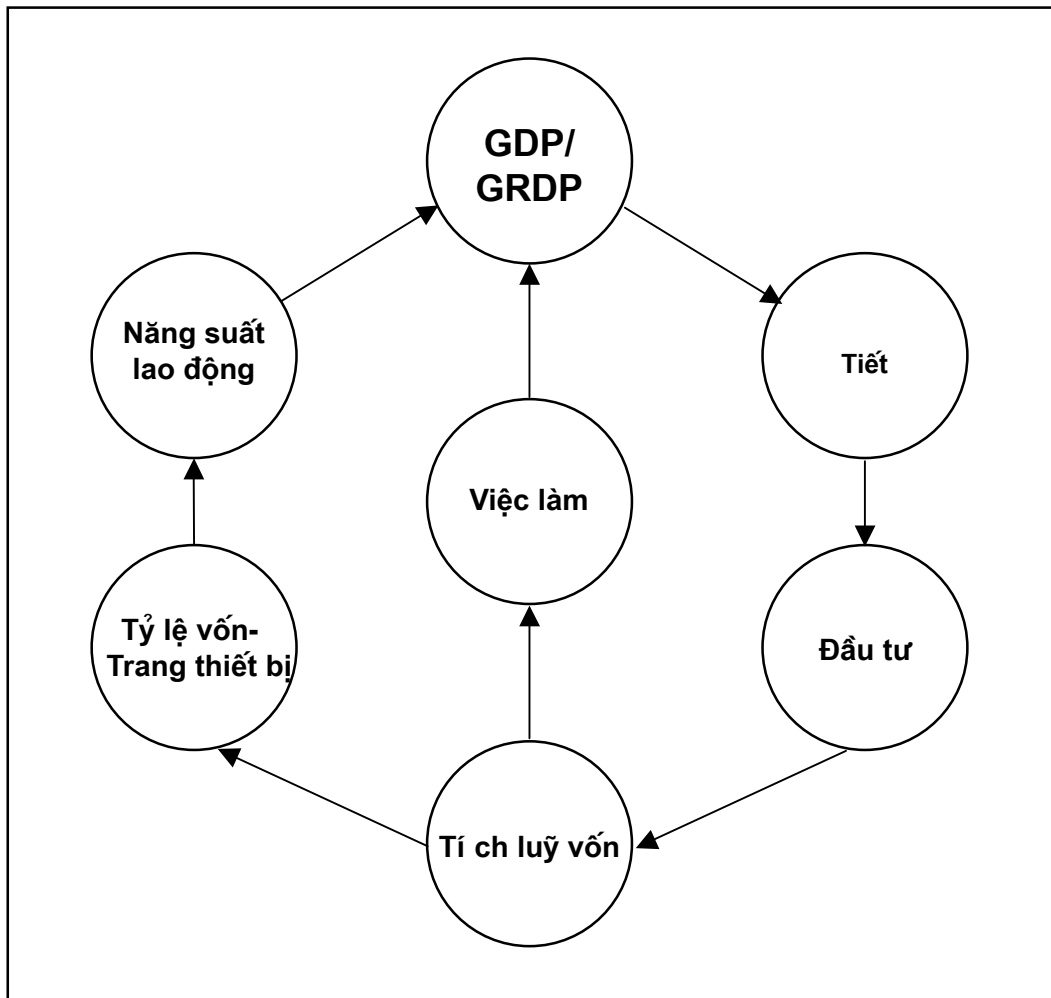 GDP/
GRDP
Năng suất
lao động
Tiết
Việc làm
Tỷ lệ vốn-
Trang thiết bị
Đầu tư
Tí ch luỹ vốn